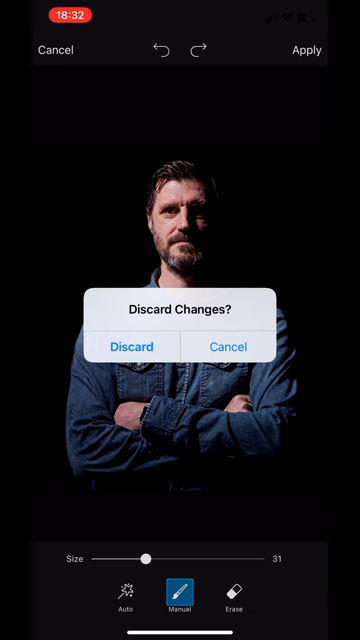 18:32
Cancel
Apply
Discard Changes?
Discard
Cancel
Size
31
Auto
Manual
Erase